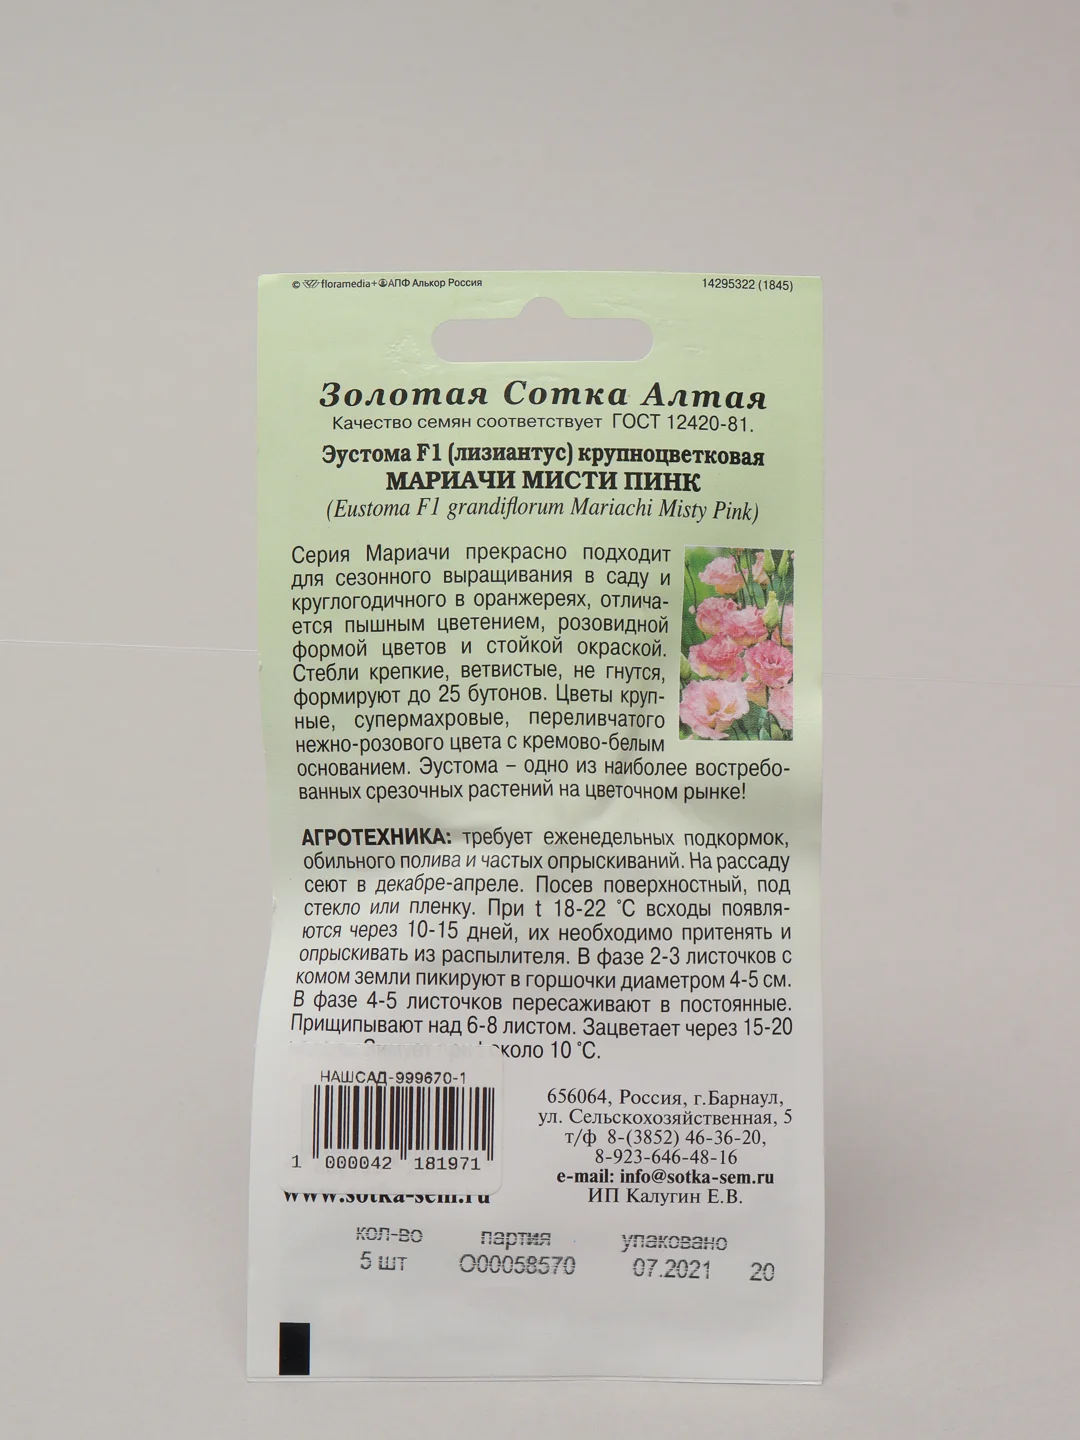 © floramedia+ АПФ Алькор Россия
14295322 (1845)
Золотая Сотка Алтая
Качество семян соответствует ГОСТ 12420-81.
Эустома F1 (лизиантус) крупноцветковая
МАРИАЧИ МИСТИ ПИНК
(Eustoma F1 grandiflorum Mariachi Misty Pink)
Серия Мариачи прекрасно подходит
для сезонного выращивания в саду и
круглогодичного в оранжереях, отлича-
ется пышным цветением, розовидной
формой цветов и стойкой окраской.
Стебли крепкие, ветвистые, не гнутся,
формируют до 25 бутонов. Цветы круп-
ные, супермахровые, переливчатого
нежно-розового цвета с кремово-белым
основанием. Эустома – одно из наиболее востребо-
ванных срезочных растений на цветочном рынке!
АГРОТЕХНИКА: требует еженедельных подкормок,
обильного полива и частых опрыскиваний. На рассаду
сеют в декабре-апреле. Посев поверхностный, под
стекло или пленку. При t 18-22 °С всходы появля-
ются через 10-15 дней, их необходимо притенять и
опрыскивать из распылителя. В фазе 2-3 листочков с
комом земли пикируют в горшочки диаметром 4-5 см.
В фазе 4-5 листочков пересаживают в постоянные.
Прищипывают над 6-8 листом. Зацветает через 15-20
около 10 °С.
НАШСАД-999670-1
1 000042 181971
www.sotka-sem.ru
656064, Россия, г.Барнаул,
ул. Сельскохозяйственная, 5
т/ф 8-(3852) 46-36-20,
8-923-646-48-16
e-mail: info@sotka-sem.ru
ИП Калугин Е.В.
кол-во партия упаковано
5 шт О00058570 07.2021 20